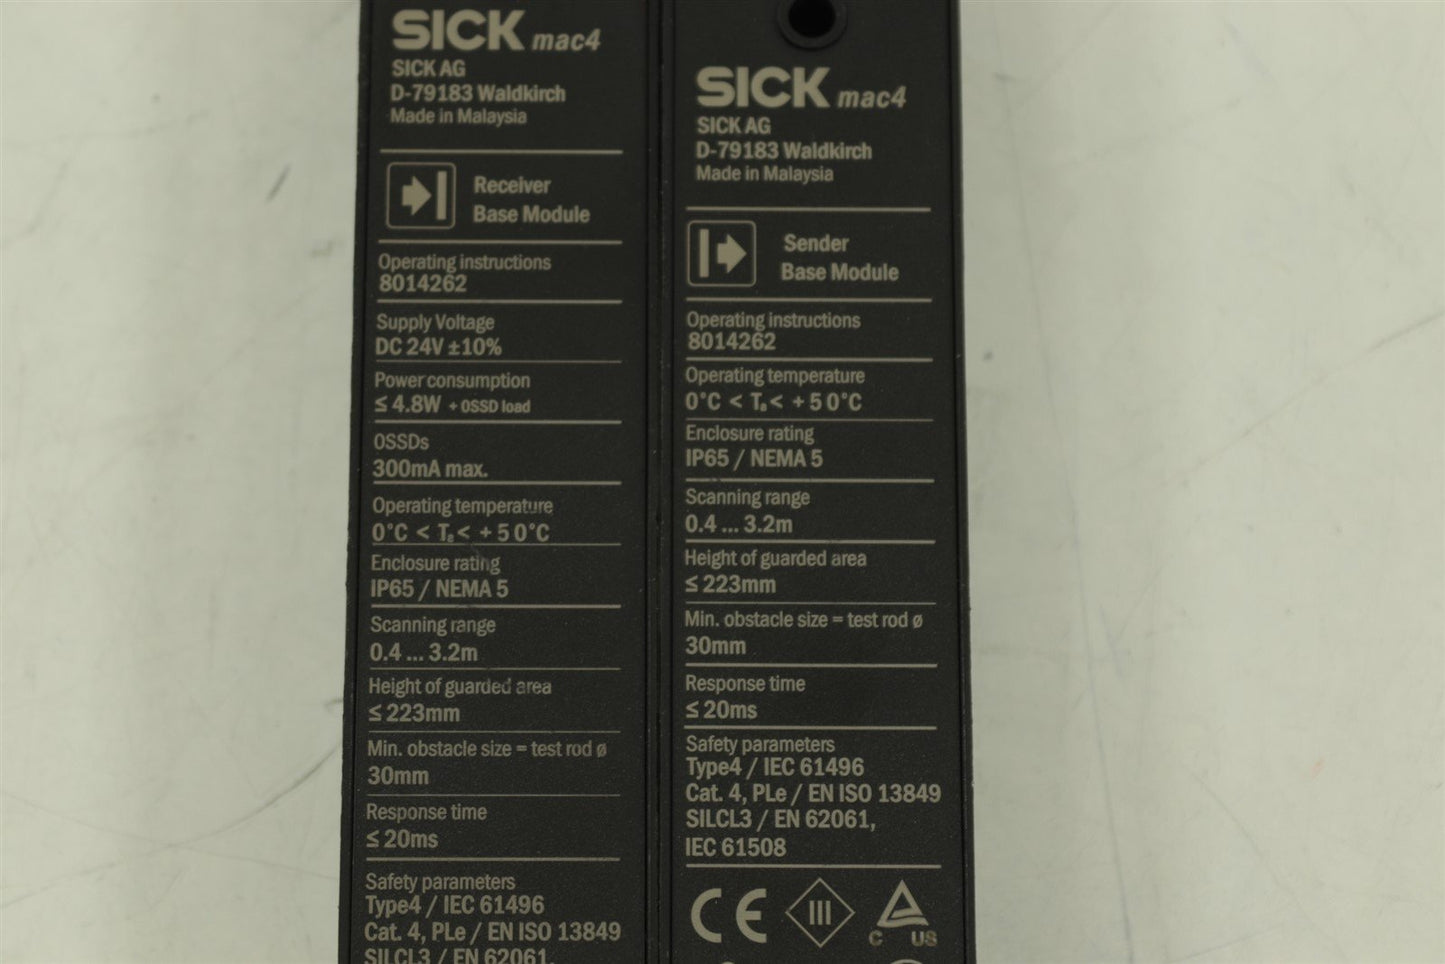 SICK mac4
SICK AG
D-79183 Waldkirch
Made in Malaysia
Receiver
Base Module
Operating instructions
8014262
Supply Voltage
DC 24V ±10%
Power consumption
≤ 4.8W + OSSD load
OSSDs
300mA max.
Operating temperature
0°C < Ta < +50°C
Enclosure rating
IP65 / NEMA 5
Scanning range
0.4 ... 3.2m
Height of guarded area
≤ 223mm
Min. obstacle size = test rod ø
30mm
Response time
≤ 20ms
Safety parameters
Type4 / IEC 61496
Cat. 4, PLe / EN ISO 13849
SILCL3 / EN 62061,
SICK mac4
SICK AG
D-79183 Waldkirch
Made in Malaysia
Sender
Base Module
Operating instructions
8014262
Operating temperature
0°C < Ta < +50°C
Enclosure rating
IP65 / NEMA 5
Scanning range
0.4 ... 3.2m
Height of guarded area
≤ 223mm
Min. obstacle size = test rod ø
30mm
Response time
≤ 20ms
Safety parameters
Type4 / IEC 61496
Cat. 4, PLe / EN ISO 13849
SILCL3 / EN 62061,
IEC 61508
CE III C US